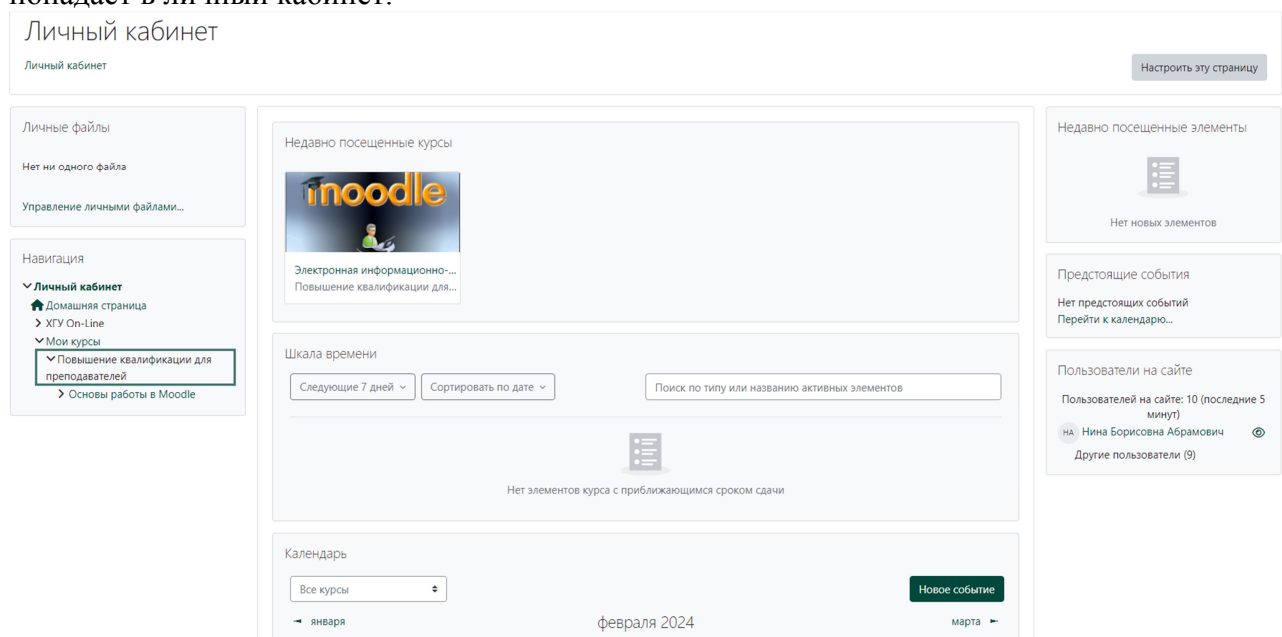 попадает в личный кабинет.
Личный кабинет
Личный кабинет
Настроить эту страницу
Личные файлы
Нет ни одного файла
Управление личными файлами...
Навигация
Личный кабинет
Домашняя страница
ХГУ On-Line
Мои курсы
Повышение квалификации для
преподавателей
Основы работы в Moodle
Недавно посещенные курсы
moodle
Электронная информационно-...
Повышение квалификации для...
Шкала времени
Следующие 7 дней
Сортировать по дате
Поиск по типу или названию активных элементов
Нет элементов курса с приближающимся сроком сдачи
Календарь
Все курсы
Новое событие
января
февраля 2024
марта
Недавно посещенные элементы
Нет новых элементов
Предстоящие события
Нет предстоящих событий
Перейти к календарю...
Пользователи на сайте
Пользователей на сайте: 10 (последние 5
минут)
НА Нина Борисовна Абрамович
Другие пользователи (9)